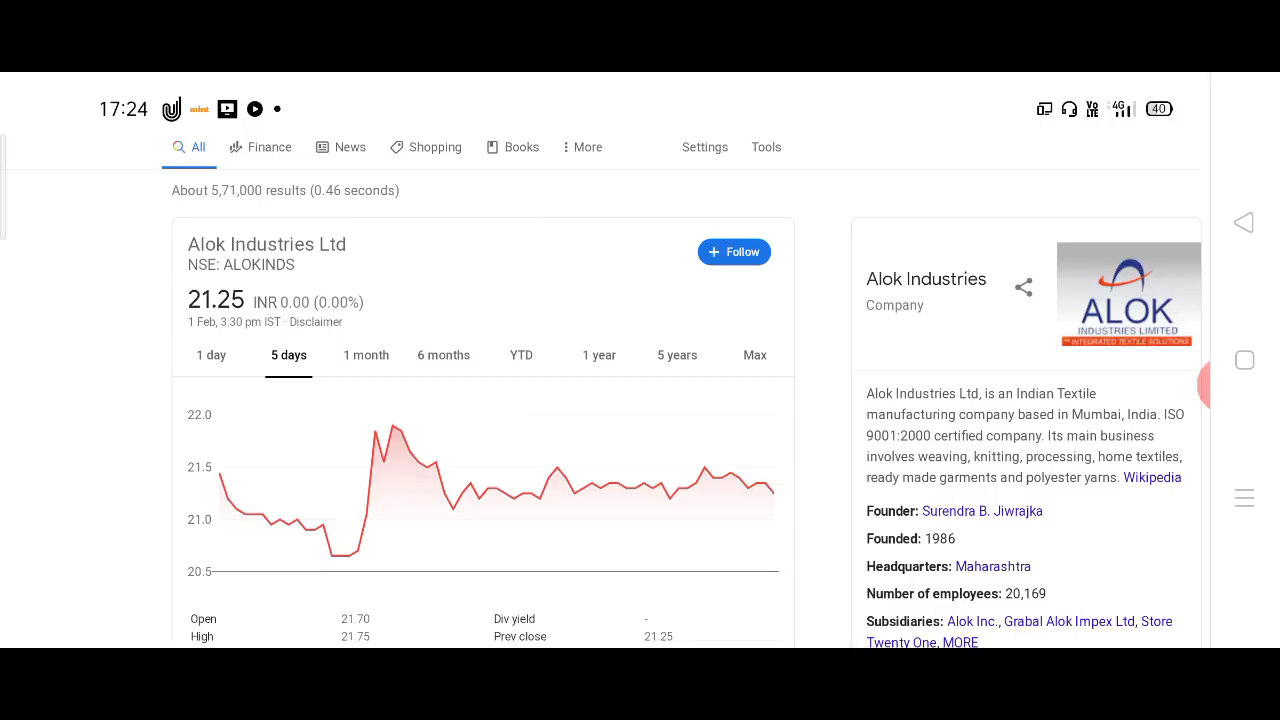 17:24
4G
Vo
LTE
40
All
Finance
News
Shopping
Books
More
Settings
Tools
About 5,71,000 results (0.46 seconds)
Alok Industries Ltd
NSE: ALOKINDS
+ Follow
21.25 INR 0.00 (0.00%)
1 Feb, 3:30 pm IST · Disclaimer
1 day
5 days
1 month
6 months
YTD
1 year
5 years
Max
22.0
21.5
21.0
20.5
Open 21.70
Div yield -
High 21.75
Prev close 21.25
Alok Industries
Company
ALOK
INDUSTRIES LIMITED
INTEGRATED TEXTILE SOLUTIONS
Alok Industries Ltd, is an Indian Textile
manufacturing company based in Mumbai, India. ISO
9001:2000 certified company. Its main business
involves weaving, knitting, processing, home textiles,
ready made garments and polyester yarns. Wikipedia
Founder: Surendra B. Jiwrajka
Founded: 1986
Headquarters: Maharashtra
Number of employees: 20,169
Subsidiaries: Alok Inc., Grabal Alok Impex Ltd, Store
Twenty One, MORE